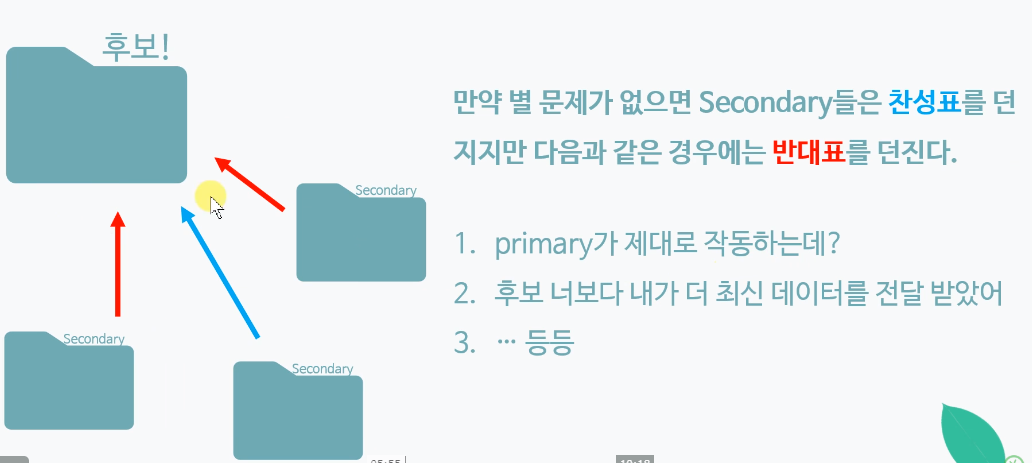 후보!
만약 별 문제가 없으면 Secondary들은 찬성표를 던
지지만 다음과 같은 경우에는 반대표를 던진다.
Secondary
1. primary가 제대로 작동하는데?
2. 후보 너보다 내가 더 최신 데이터를 전달 받았어
3. … 등등
Secondary
Secondary